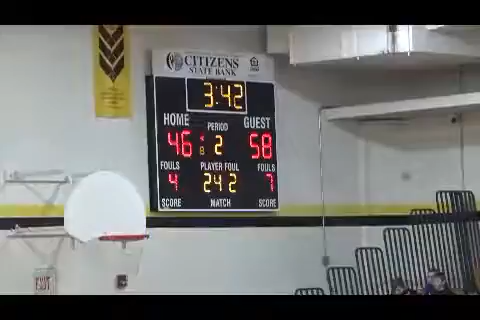 CITIZENS
STATE BANK
3:42
HOME PERIOD GUEST
46 2 58
FOULS PLAYER FOUL FOULS
4 24 2 7
SCORE MATCH SCORE
EXIT